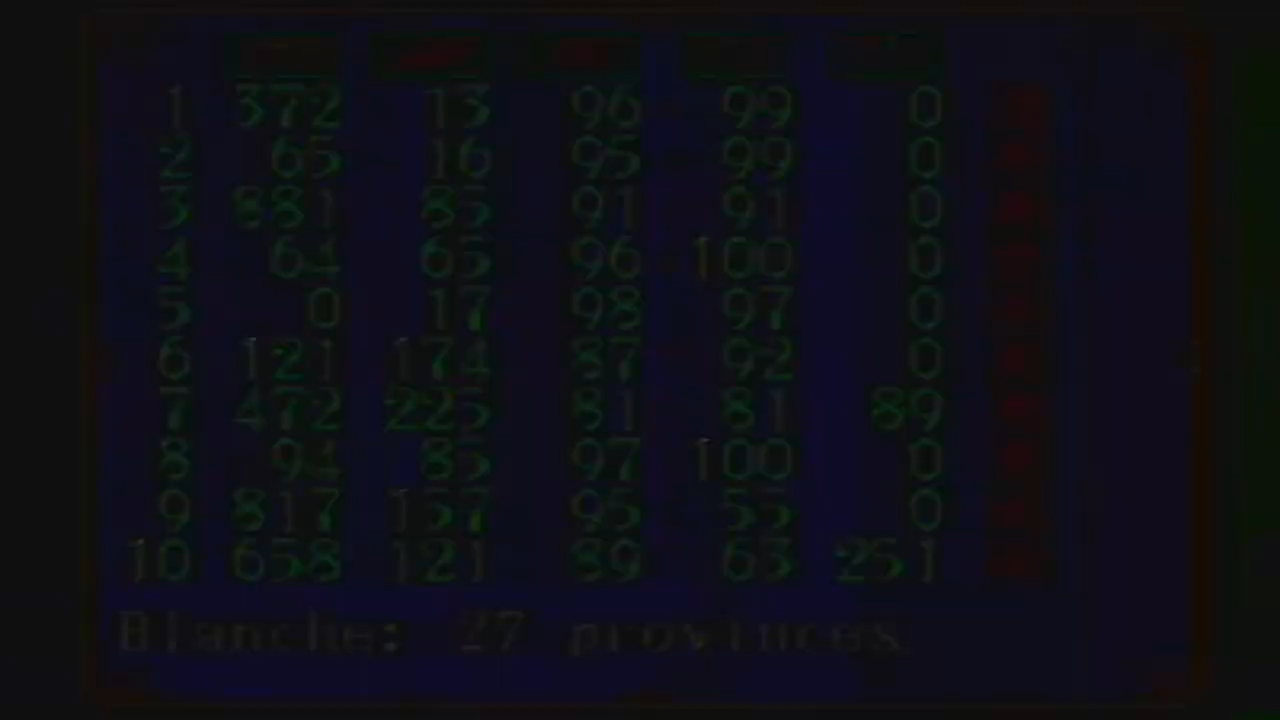 1 372 13 96 99 0
2 65 16 95 99 0
3 881 85 91 91 0
4 64 65 96 100 0
5 0 17 98 97 0
6 121 174 87 92 0
7 472 225 81 81 89
8 94 85 97 100 0
9 817 157 95 55 0
10 658 121 89 63 251
Blanche: 27 provinces